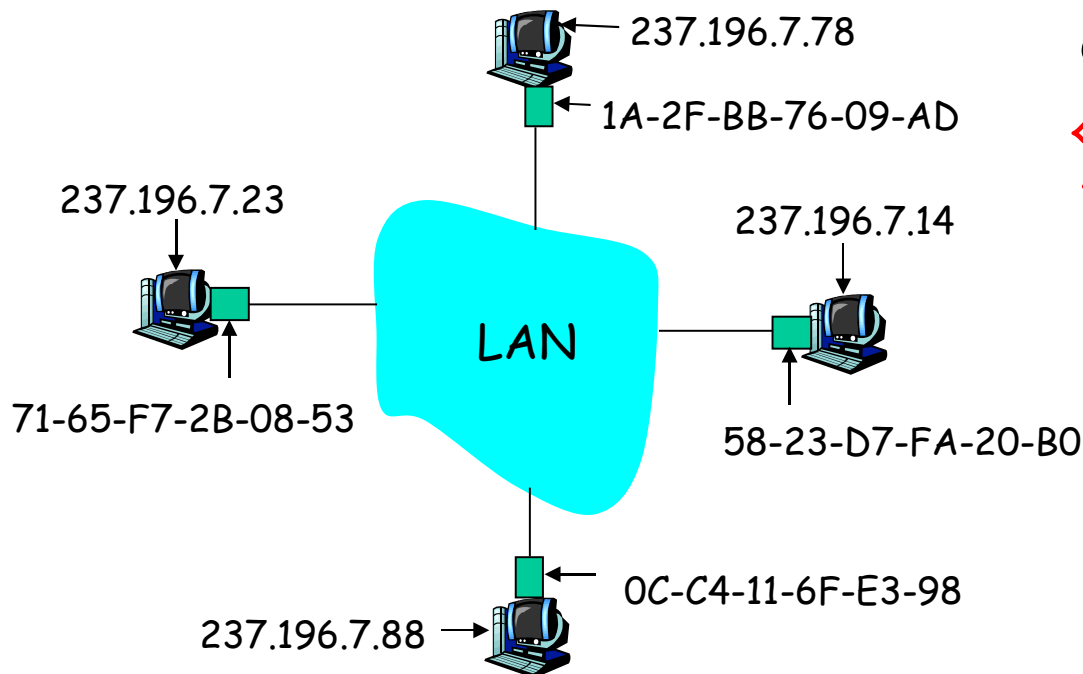 237.196.7.78
1A-2F-BB-76-09-AD
237.196.7.23
237.196.7.14
LAN
71-65-F7-2B-08-53
58-23-D7-FA-20-B0
0C-C4-11-6F-E3-98
237.196.7.88